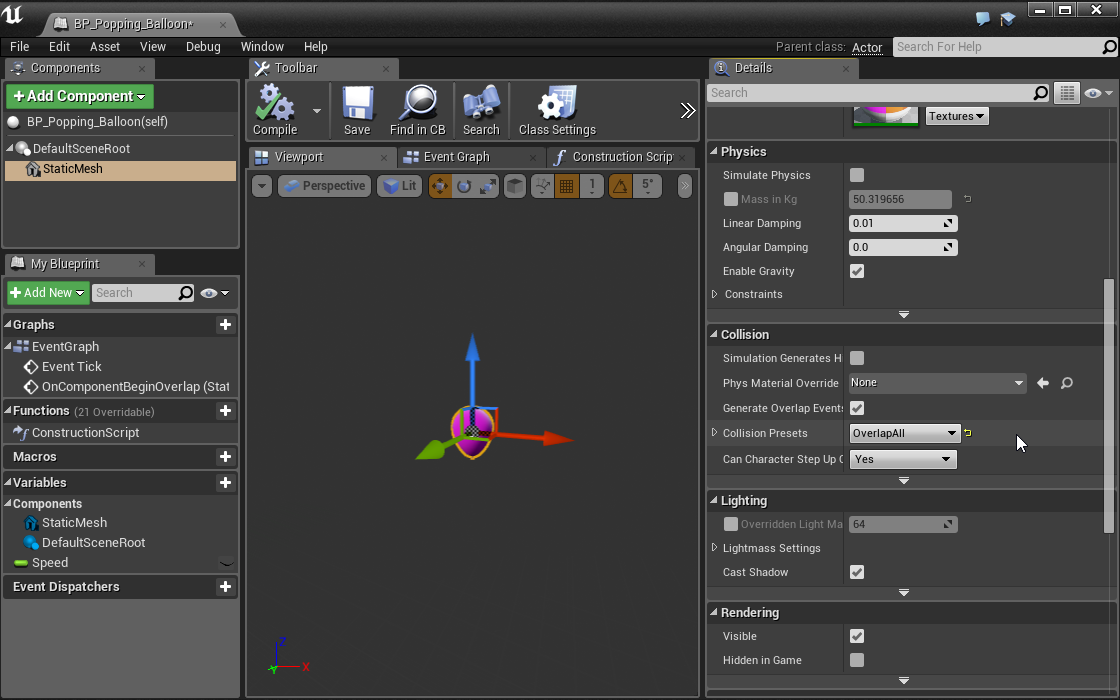 BP_Popping_Balloon*
File Edit Asset View Debug Window Help
Parent class: Actor
Search For Help
Components
+ Add Component
BP_Popping_Balloon(self)
DefaultSceneRoot
StaticMesh
My Blueprint
+ Add New
Search
Graphs
EventGraph
Event Tick
OnComponentBeginOverlap (Stat
Functions (21 Overridable)
ConstructionScript
Macros
Variables
Components
StaticMesh
DefaultSceneRoot
Speed
Event Dispatchers
Toolbar
Compile Save Find in CB Search Class Settings
Viewport Event Graph Construction Scrip
Perspective Lit 1 5°
Z
X
Y
Details
Search
Textures
Physics
Simulate Physics
Mass in Kg 50.319656
Linear Damping 0.01
Angular Damping 0.0
Enable Gravity
Constraints
Collision
Simulation Generates H
Phys Material Override None
Generate Overlap Events
Collision Presets OverlapAll
Can Character Step Up O Yes
Lighting
Overridden Light Ma 64
Lightmass Settings
Cast Shadow
Rendering
Visible
Hidden in Game